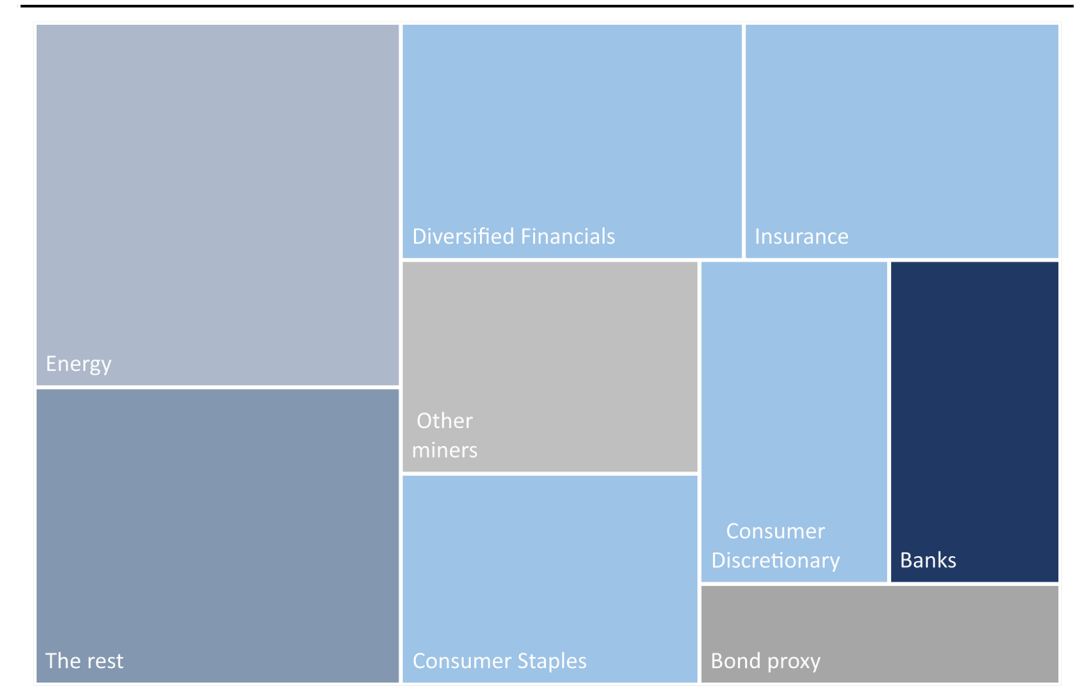 Diversified Financials
Insurance
Energy
Other
miners
Consumer
Discretionary
Banks
The rest
Consumer Staples
Bond proxy